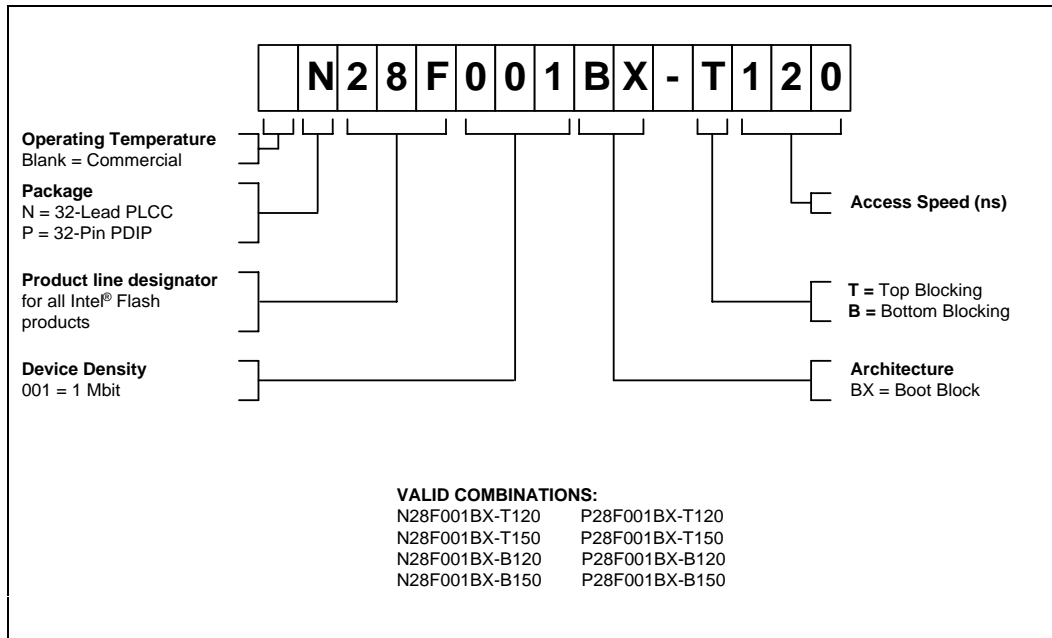 N28F001BX-T120
Operating Temperature
Blank = Commercial
Package
N = 32-Lead PLCC
P = 32-Pin PDIP
Product line designator
for all Intel® Flash
products
Device Density
001 = 1 Mbit
Access Speed (ns)
T = Top Blocking
B = Bottom Blocking
Architecture
BX = Boot Block
VALID COMBINATIONS:
N28F001BX-T120 P28F001BX-T120
N28F001BX-T150 P28F001BX-T150
N28F001BX-B120 P28F001BX-B120
N28F001BX-B150 P28F001BX-B150